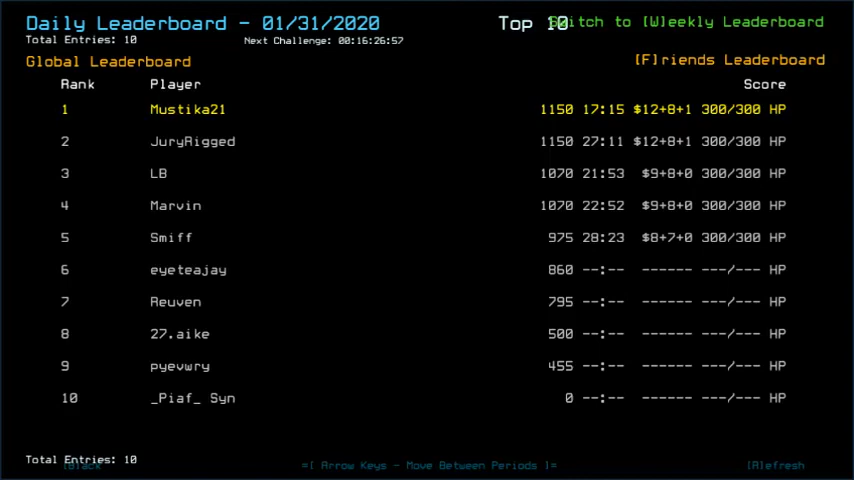 Daily Leaderboard - 01/31/2020 Top 10 Switch to [W]eekly Leaderboard
Total Entries: 10 Next Challenge: 00:16:26:57
Global Leaderboard [F]riends Leaderboard
Rank Player Score
1 Mustika21 1150 17:15 $12+8+1 300/300 HP
2 JuryRigged 1150 27:11 $12+8+1 300/300 HP
3 LB 1070 21:53 $9+8+0 300/300 HP
4 Marvin 1070 22:52 $9+8+0 300/300 HP
5 Smiff 975 28:23 $8+7+0 300/300 HP
6 eyeteajay 860 --:-- ------ ---/--- HP
7 Reuven 795 --:-- ------ ---/--- HP
8 27.aike 500 --:-- ------ ---/--- HP
9 pyevwry 455 --:-- ------ ---/--- HP
10 _Piaf_ Syn 0 --:-- ------ ---/--- HP
Total Entries: 10
[B]ack =[ Arrow Keys - Move Between Periods ]= [R]efresh